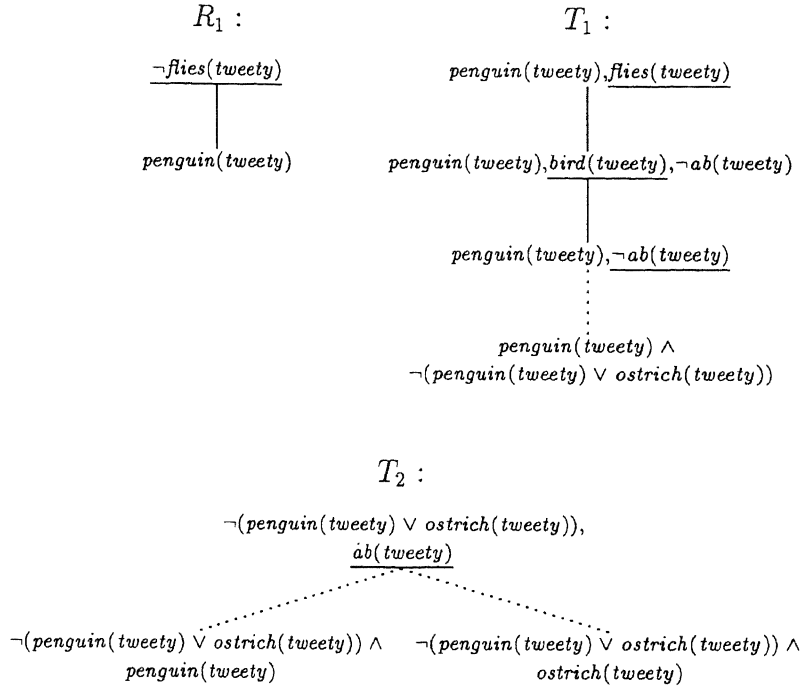 R₁ :
T₁ :
¬flies(tweety)
penguin(tweety),flies(tweety)
penguin(tweety)
penguin(tweety),bird(tweety),¬ab(tweety)
penguin(tweety),¬ab(tweety)
penguin(tweety) ∧
¬(penguin(tweety) ∨ ostrich(tweety))
T₂ :
¬(penguin(tweety) ∨ ostrich(tweety)),
ab(tweety)
¬(penguin(tweety) ∨ ostrich(tweety)) ∧
penguin(tweety)
¬(penguin(tweety) ∨ ostrich(tweety)) ∧
ostrich(tweety)